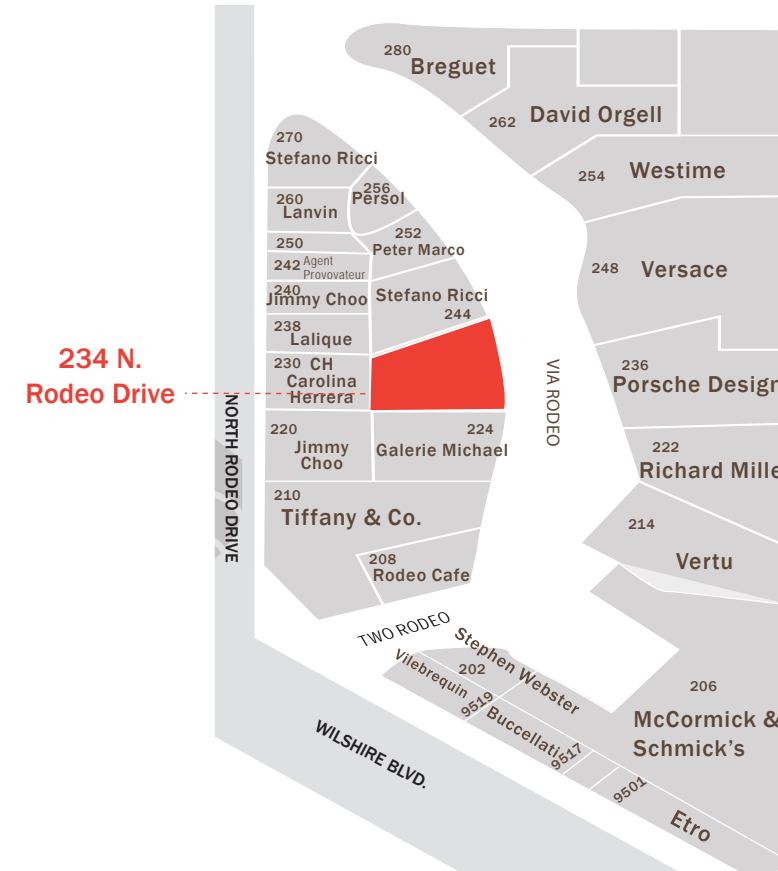 280
Breguet
262 David Orgell
254 Westime
248 Versace
236
Porsche Design
222
Richard Mille
214
Vertu
206
McCormick &
Schmick's
270
Stefano Ricci
256
Persol
260
Lanvin
252
Peter Marco
250
242 Agent
Provovateur
240
Jimmy Choo
Stefano Ricci
244
238
Lalique
230 CH
Carolina
Herrera
234 N.
Rodeo Drive
220
Jimmy
Choo
224
Galerie Michael
210
Tiffany & Co.
208
Rodeo Cafe
VIA RODEO
NORTH RODEO DRIVE
TWO RODEO
WILSHIRE BLVD.
Stephen Webster
202
Vilebrequin
9519
Buccellati
9517
9501
Etro